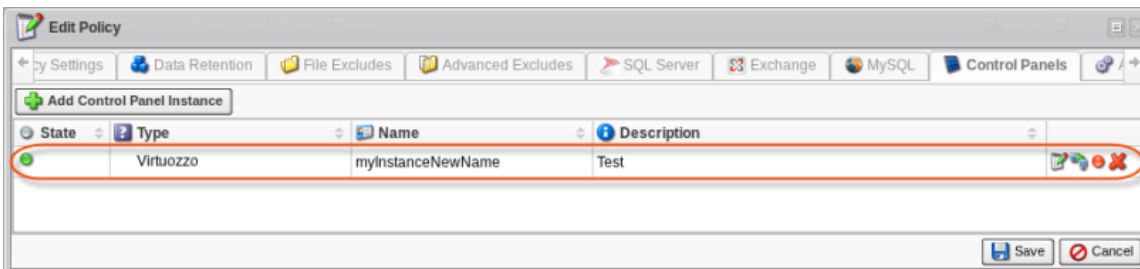 Edit Policy
cy Settings Data Retention File Excludes Advanced Excludes SQL Server Exchange MySQL Control Panels A
Add Control Panel Instance
State Type Name Description
Virtuozzo myInstanceNewName Test
Save Cancel